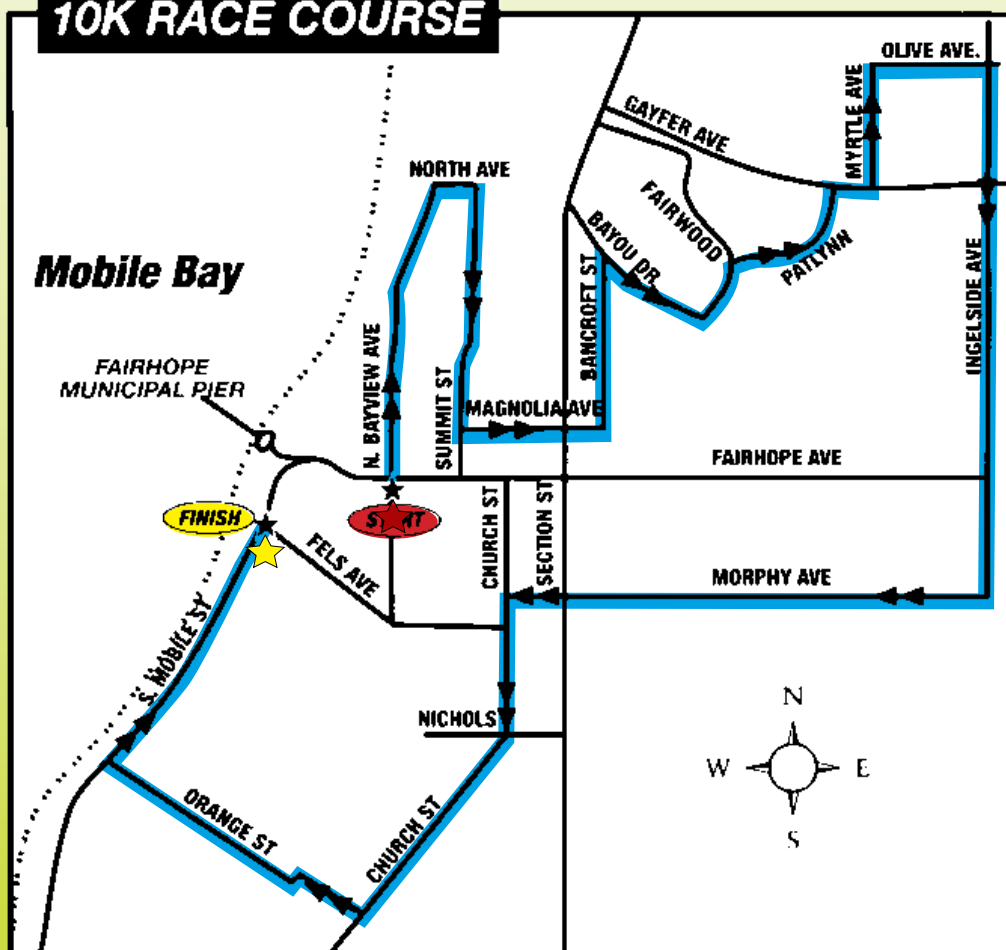 10K RACE COURSE
OLIVE AVE.
MYRTLE AVE
GAYFER AVE
NORTH AVE
FAIRWOOD
BAYOU DR
PATLYNN
Mobile Bay
BANCROFT ST
INGELSIDE AVE
FAIRHOPE
MUNICIPAL PIER
N. BAYVIEW AVE
SUMMIT ST
MAGNOLIA AVE
FAIRHOPE AVE
FINISH
START
CHURCH ST
SECTION ST
FELS AVE
MORPHY AVE
S. MOBILE ST
NICHOLS
N
W
E
S
ORANGE ST
CHURCH ST